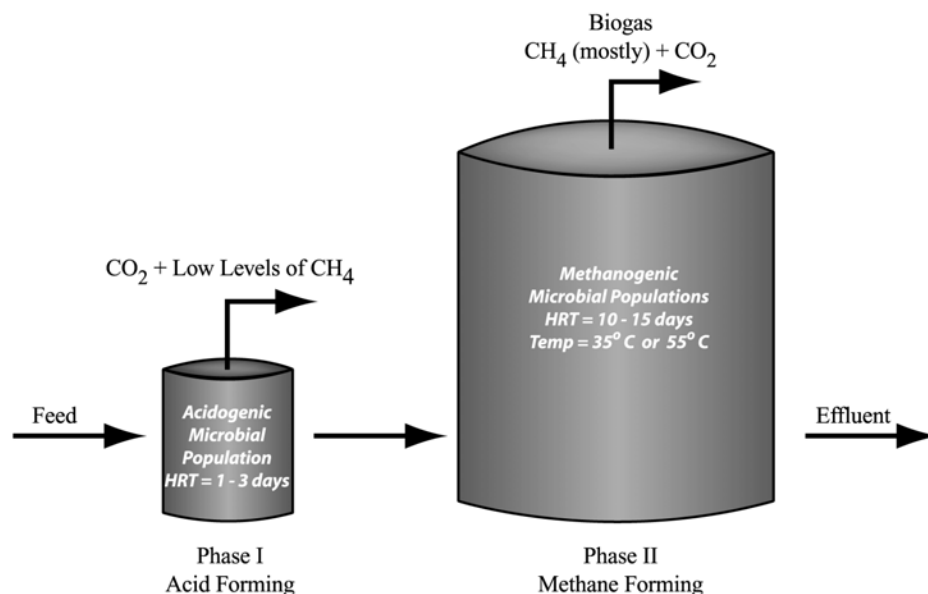 Biogas
CH4 (mostly) + CO2
CO2 + Low Levels of CH4
Methanogenic
Microbial Populations
HRT = 10 - 15 days
Temp = 35° C or 55° C
Feed
Acidogenic
Microbial
Population
HRT = 1 - 3 days
Effluent
Phase I
Acid Forming
Phase II
Methane Forming